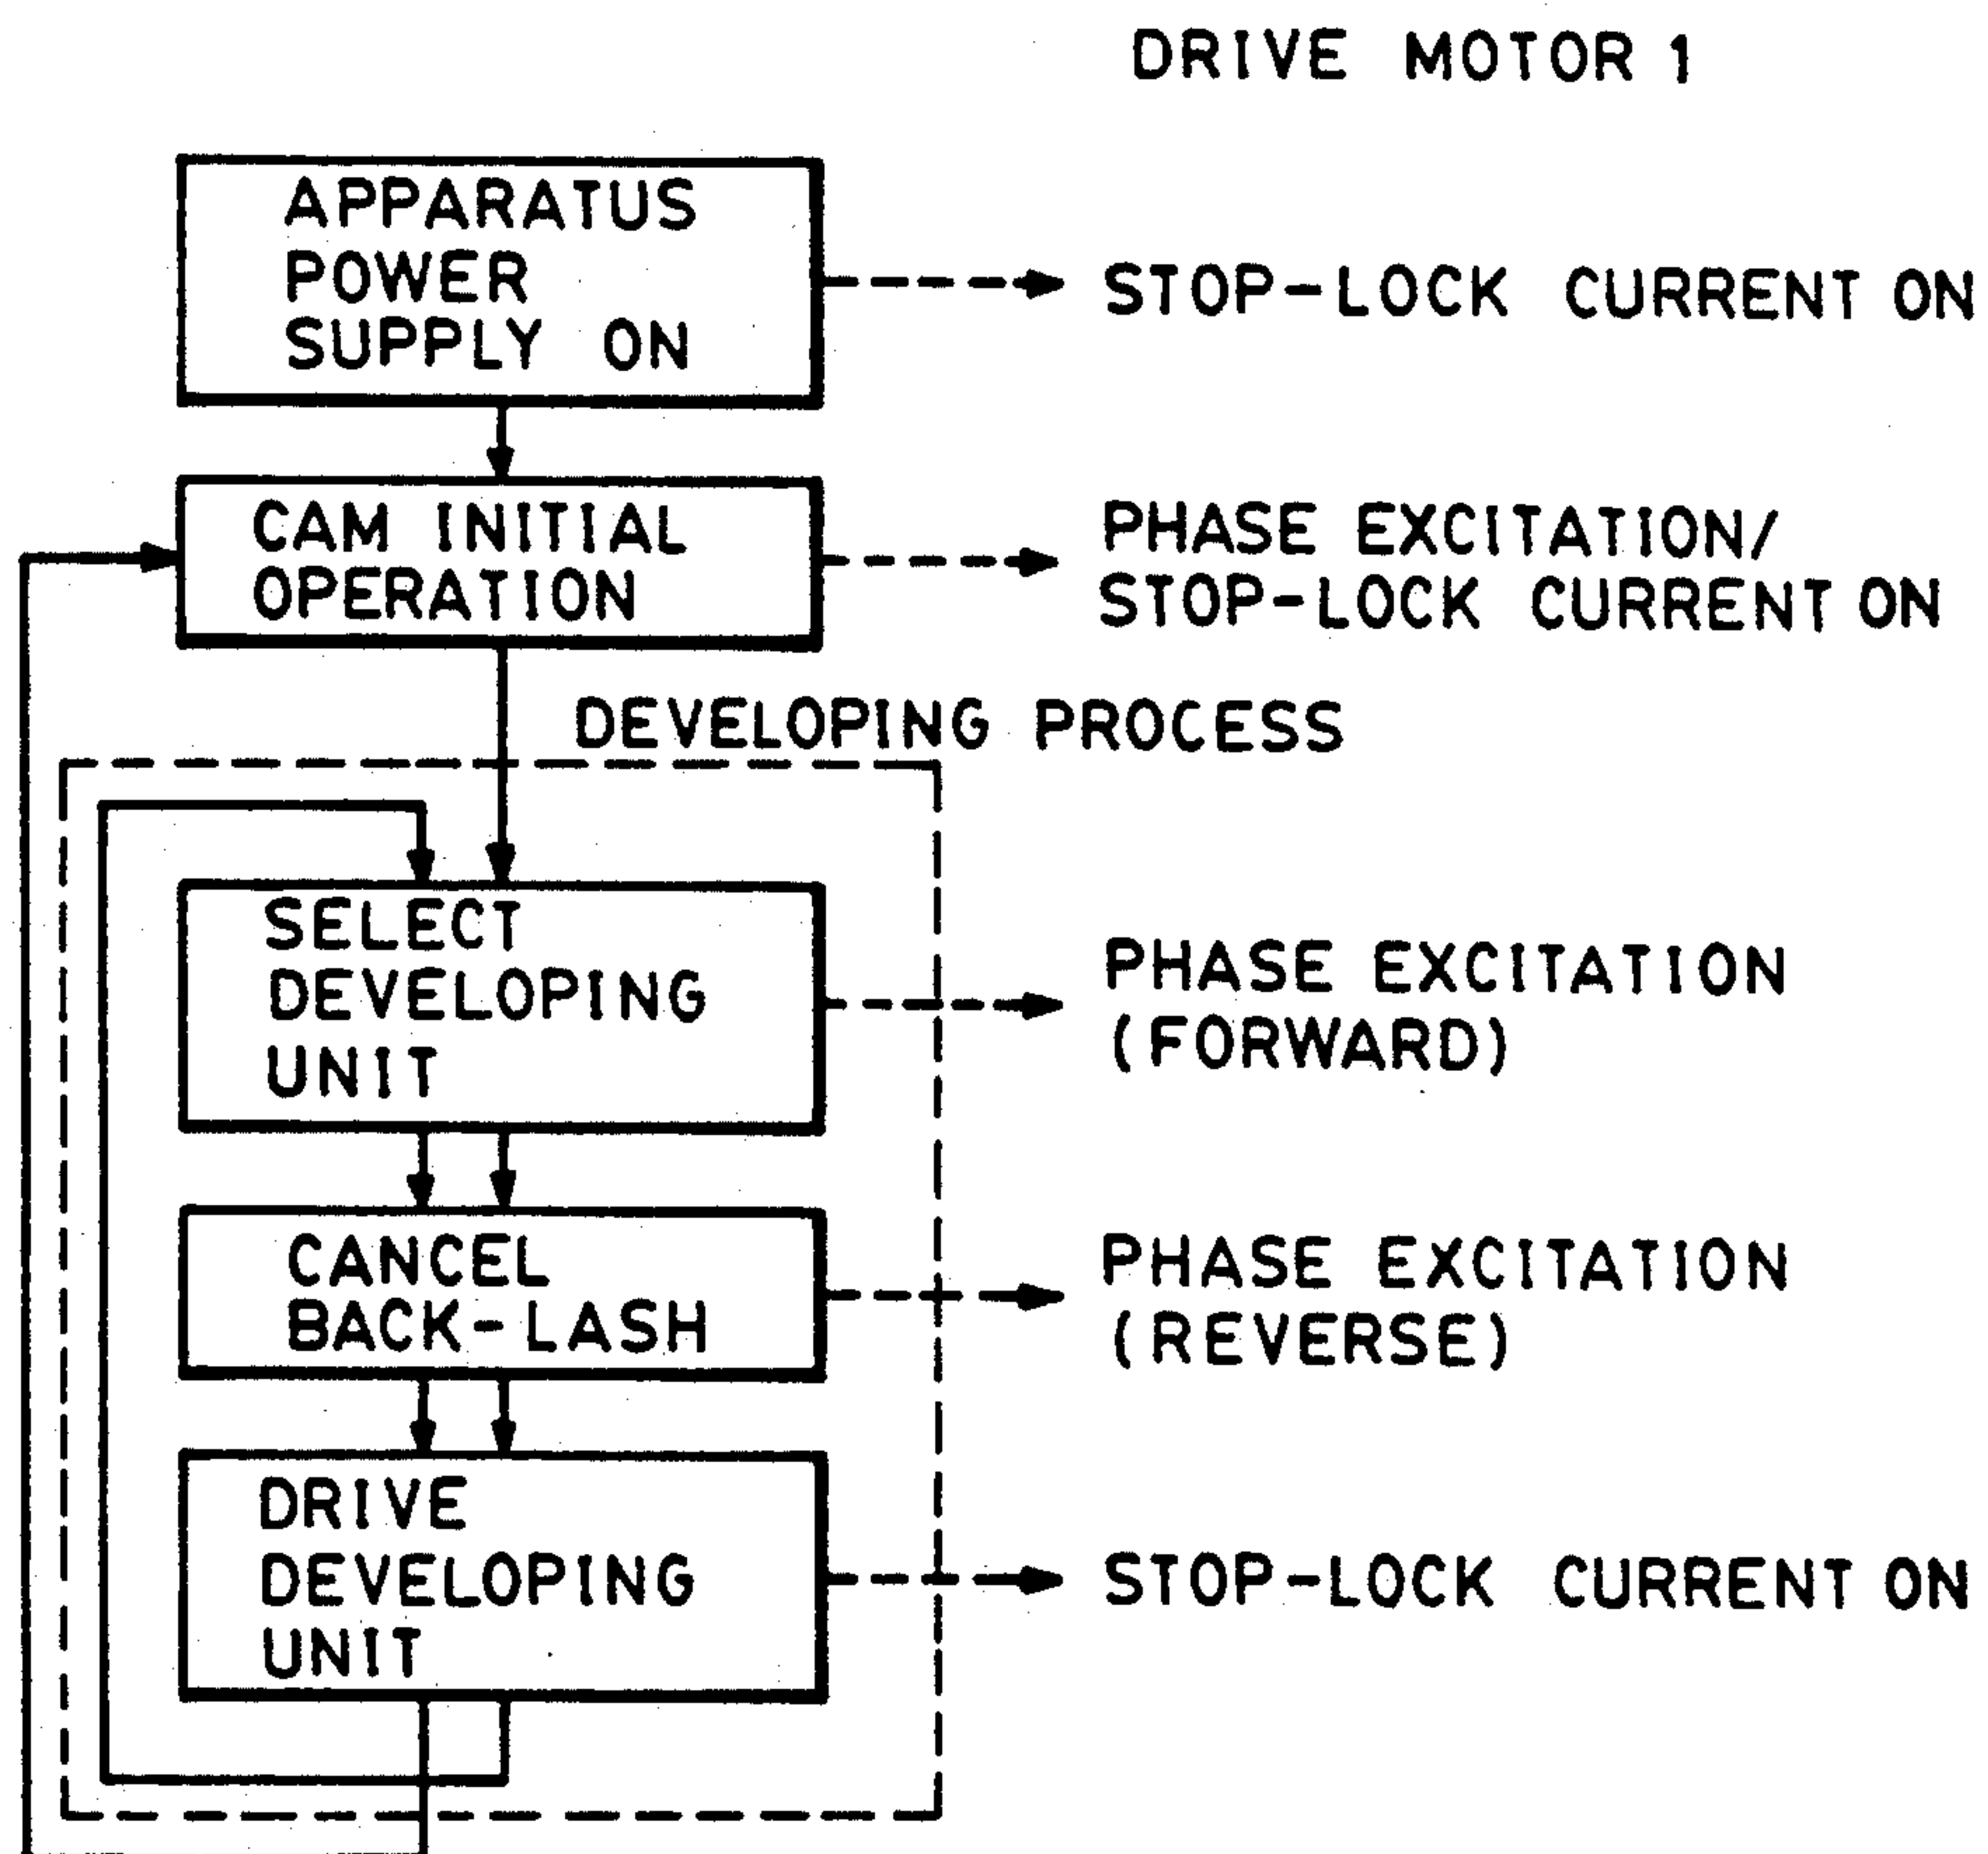 DRIVE MOTOR 1
APPARATUS
POWER
SUPPLY ON
STOP-LOCK CURRENT ON
CAM INITIAL
OPERATION
PHASE EXCITATION/
STOP-LOCK CURRENT ON
DEVELOPING PROCESS
SELECT
DEVELOPING
UNIT
PHASE EXCITATION
(FORWARD)
CANCEL
BACK-LASH
PHASE EXCITATION
(REVERSE)
DRIVE
DEVELOPING
UNIT
STOP-LOCK CURRENT ON